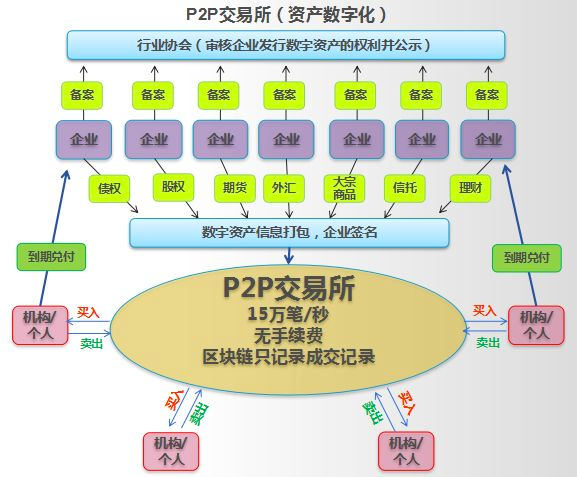 P2P交易所（资产数字化）
行业协会（审核企业发行数字资产的权利并公示）
备案 备案 备案 备案 备案 备案 备案
企业 企业 企业 企业 企业 企业 企业
债权 股权 期货 外汇 大宗
商品 信托 理财
数字资产信息打包，企业签名
到期兑付 到期兑付
P2P交易所
15万笔/秒
无手续费
区块链只记录成交记录
机构/
个人
买入
卖出
买入
卖出
机构/
个人
买入
卖出
买入
卖出
机构/
个人
机构/
个人